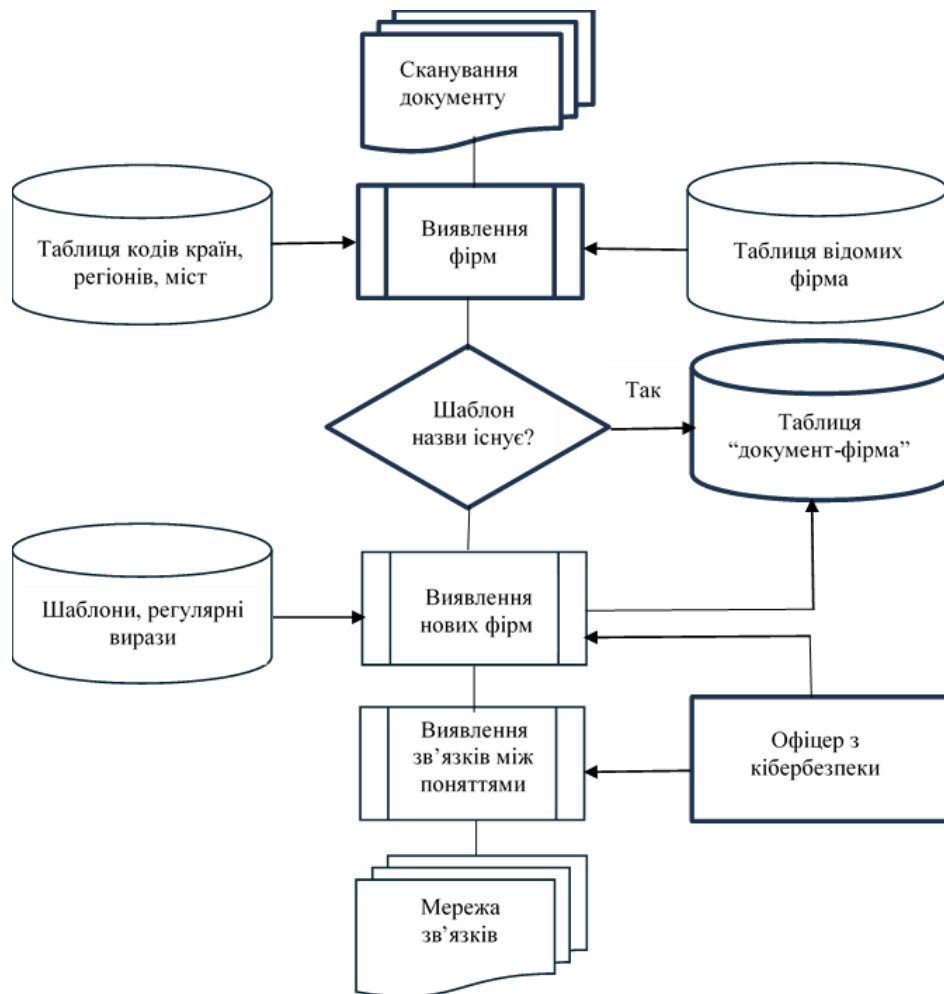 Сканування
документу
Таблиця кодів країн,
регіонів, міст
Виявлення
фірм
Таблиця відомих
фірма
Шаблон
назви існує?
Так
Таблиця
“документ-фірма”
Шаблони, регулярні
вирази
Виявлення
нових фірм
Виявлення
зв’язків між
поняттями
Офіцер з
кібербезпеки
Мережа
зв’язків